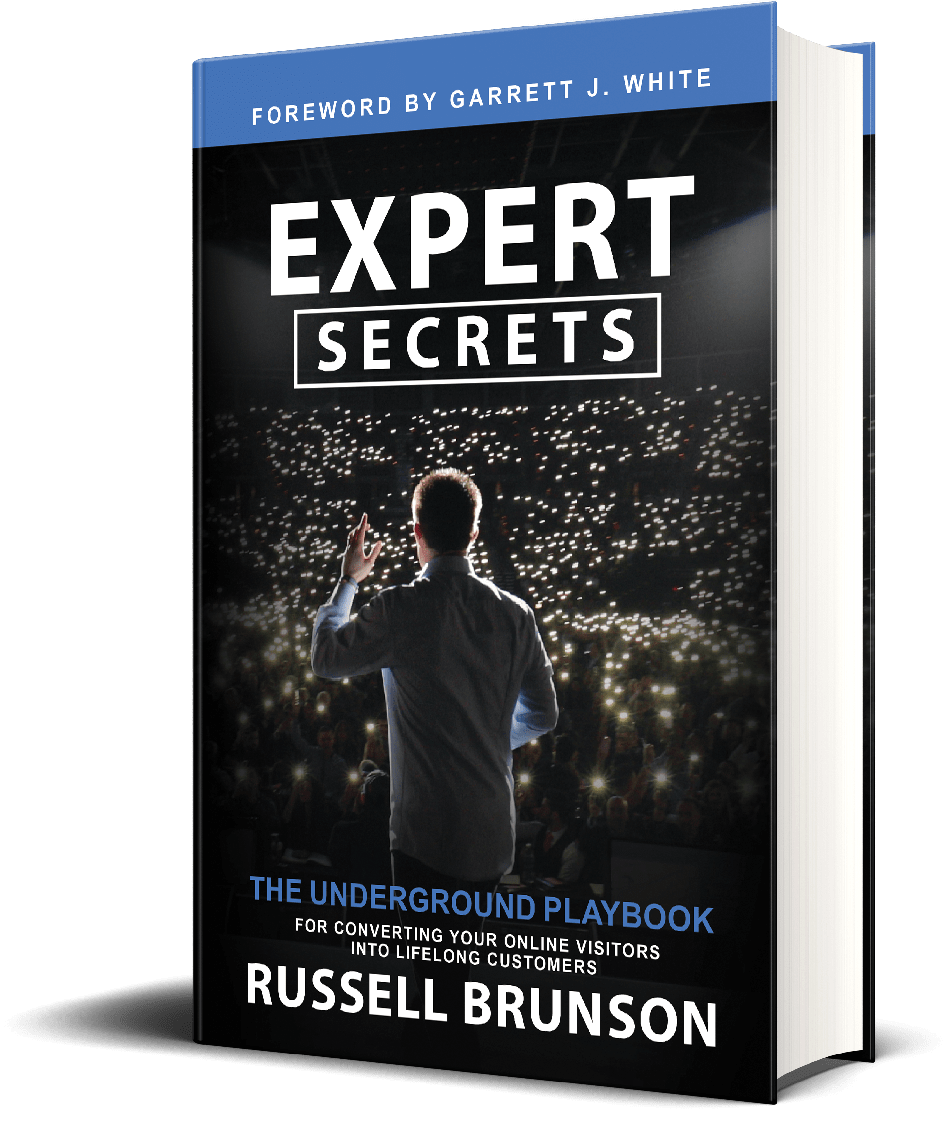 FOREWORD BY GARRETT J. WHITE
EXPERT
SECRETS
THE UNDERGROUND PLAYBOOK
FOR CONVERTING YOUR ONLINE VISITORS
INTO LIFELONG CUSTOMERS
RUSSELL BRUNSON